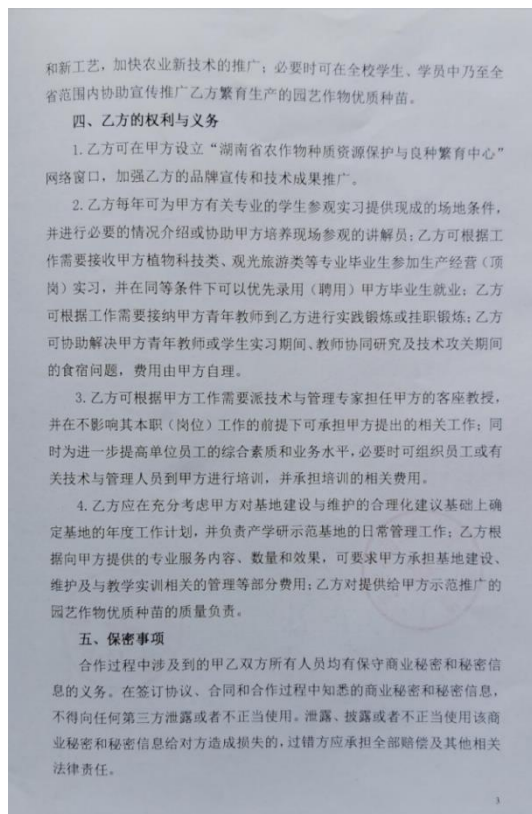 和新工艺，加快农业新技术的推广；必要时可在全校学生、学员中乃至全
省范围内协助宣传推广乙方繁育生产的园艺作物优质种苗。
四、乙方的权利与义务
1.乙方可在甲方设立“湖南省农作物种质资源保护与良种繁育中心”
网络窗口，加强乙方的品牌宣传和技术成果推广。
2.乙方每年可为甲方有关专业的学生参观实习提供现成的场地条件，
并进行必要的情况介绍或协助甲方培养现场参观的讲解员；乙方可根据工
作需要接收甲方植物科技类、观光旅游类等专业毕业生参加生产经营（顶
岗）实习，并在同等条件下可以优先录用（聘用）甲方毕业生就业；乙方
可根据工作需要接纳甲方青年教师到乙方进行实践锻炼或挂职锻炼；乙方
可协助解决甲方青年教师或学生实习期间、教师协同研究及技术攻关期间
的食宿问题，费用由甲方自理。
3.乙方可根据甲方工作需要派技术与管理专家担任甲方的客座教授，
并在不影响其本职（岗位）工作的前提下可承担甲方提出的相关工作；同
时为进一步提高单位员工的综合素质和业务水平，必要时可组织员工或有
关技术与管理人员到甲方进行培训，并承担培训的相关费用。
4.乙方应在充分考虑甲方对基地建设与维护的合理化建议基础上确
定基地的年度工作计划，并负责产学研示范基地的日常管理工作；乙方根
据向甲方提供的专业服务内容、数量和效果，可要求甲方承担基地建设、
维护及与教学实训相关的管理等部分费用；乙方对提供给甲方示范推广的
园艺作物优质种苗的质量负责。
五、保密事项
合作过程中涉及到的甲乙双方所有人员均有保守商业秘密和秘密信
息的义务。在签订协议、合同和合作过程中知悉的商业秘密和秘密信息，
不得向任何第三方泄露或者不正当使用。泄露、披露或者不正当使用该商
业秘密和秘密信息给对方造成损失的，过错方应承担全部赔偿及其他相关
法律责任。
3